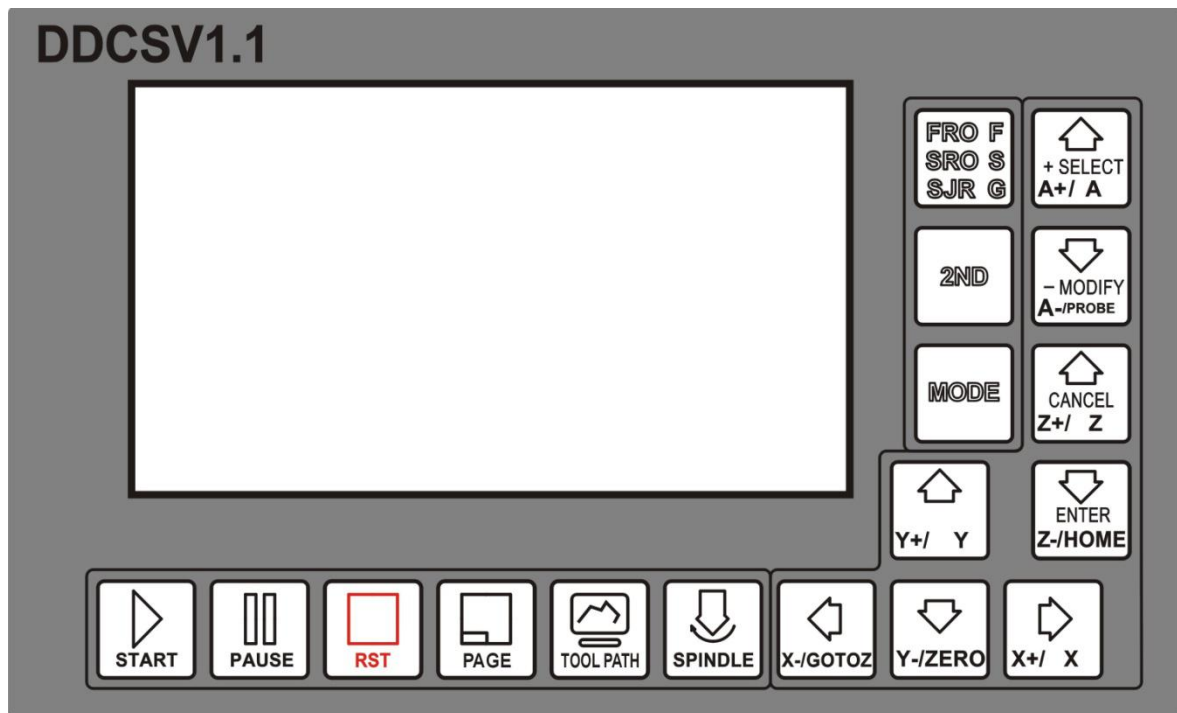 DDCSV1.1
FRO F
SRO S
SJR G
+ SELECT
A+/ A
2ND
– MODIFY
A-/PROBE
MODE
CANCEL
Z+/ Z
Y+/ Y
ENTER
Z-/HOME
START
PAUSE
RST
PAGE
TOOL PATH
SPINDLE
X-/GOTOZ
Y-/ZERO
X+/ X